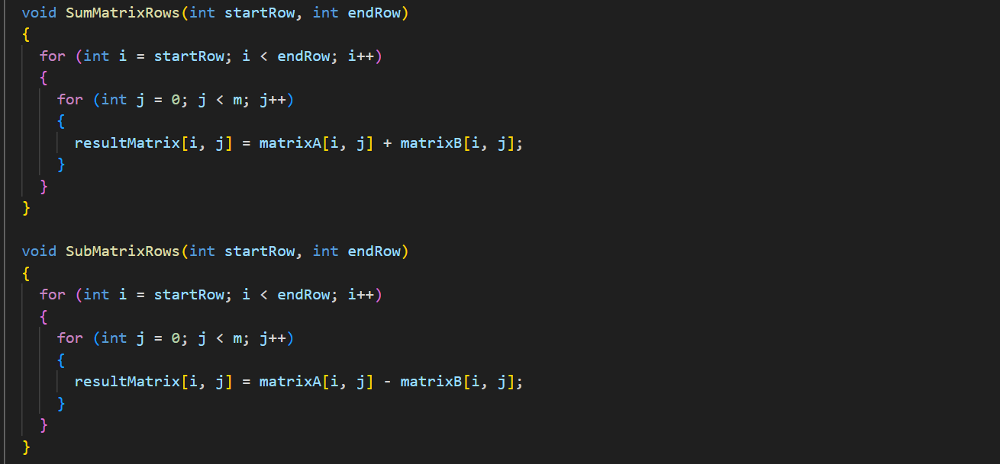 void SumMatrixRows(int startRow, int endRow)
{
  for (int i = startRow; i < endRow; i++)
  {
    for (int j = 0; j < m; j++)
    {
      resultMatrix[i, j] = matrixA[i, j] + matrixB[i, j];
    }
  }
}

void SubMatrixRows(int startRow, int endRow)
{
  for (int i = startRow; i < endRow; i++)
  {
    for (int j = 0; j < m; j++)
    {
      resultMatrix[i, j] = matrixA[i, j] - matrixB[i, j];
    }
  }
}